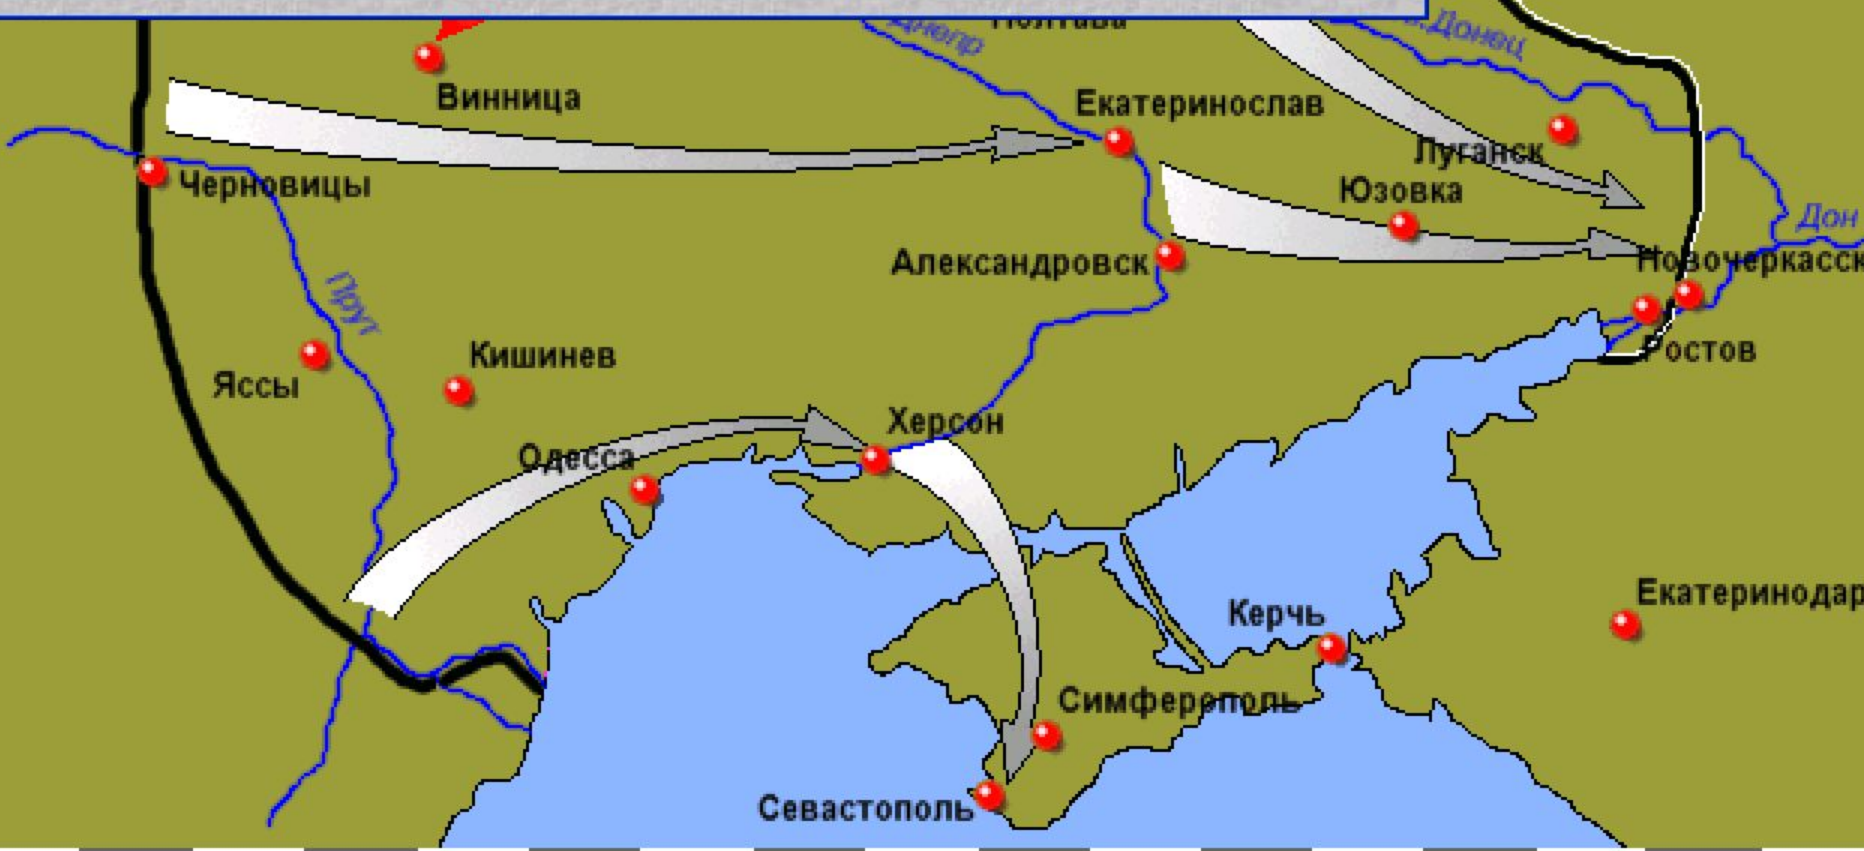 Днепр
Полтава
Донец
Винница
Екатеринослав
Луганск
Черновицы
Юзовка
Дон
Александровск
Новочеркасск
Прут
Кишинев
Ростов
Яссы
Херсон
Одесса
Екатеринодар
Керчь
Симферополь
Севастополь